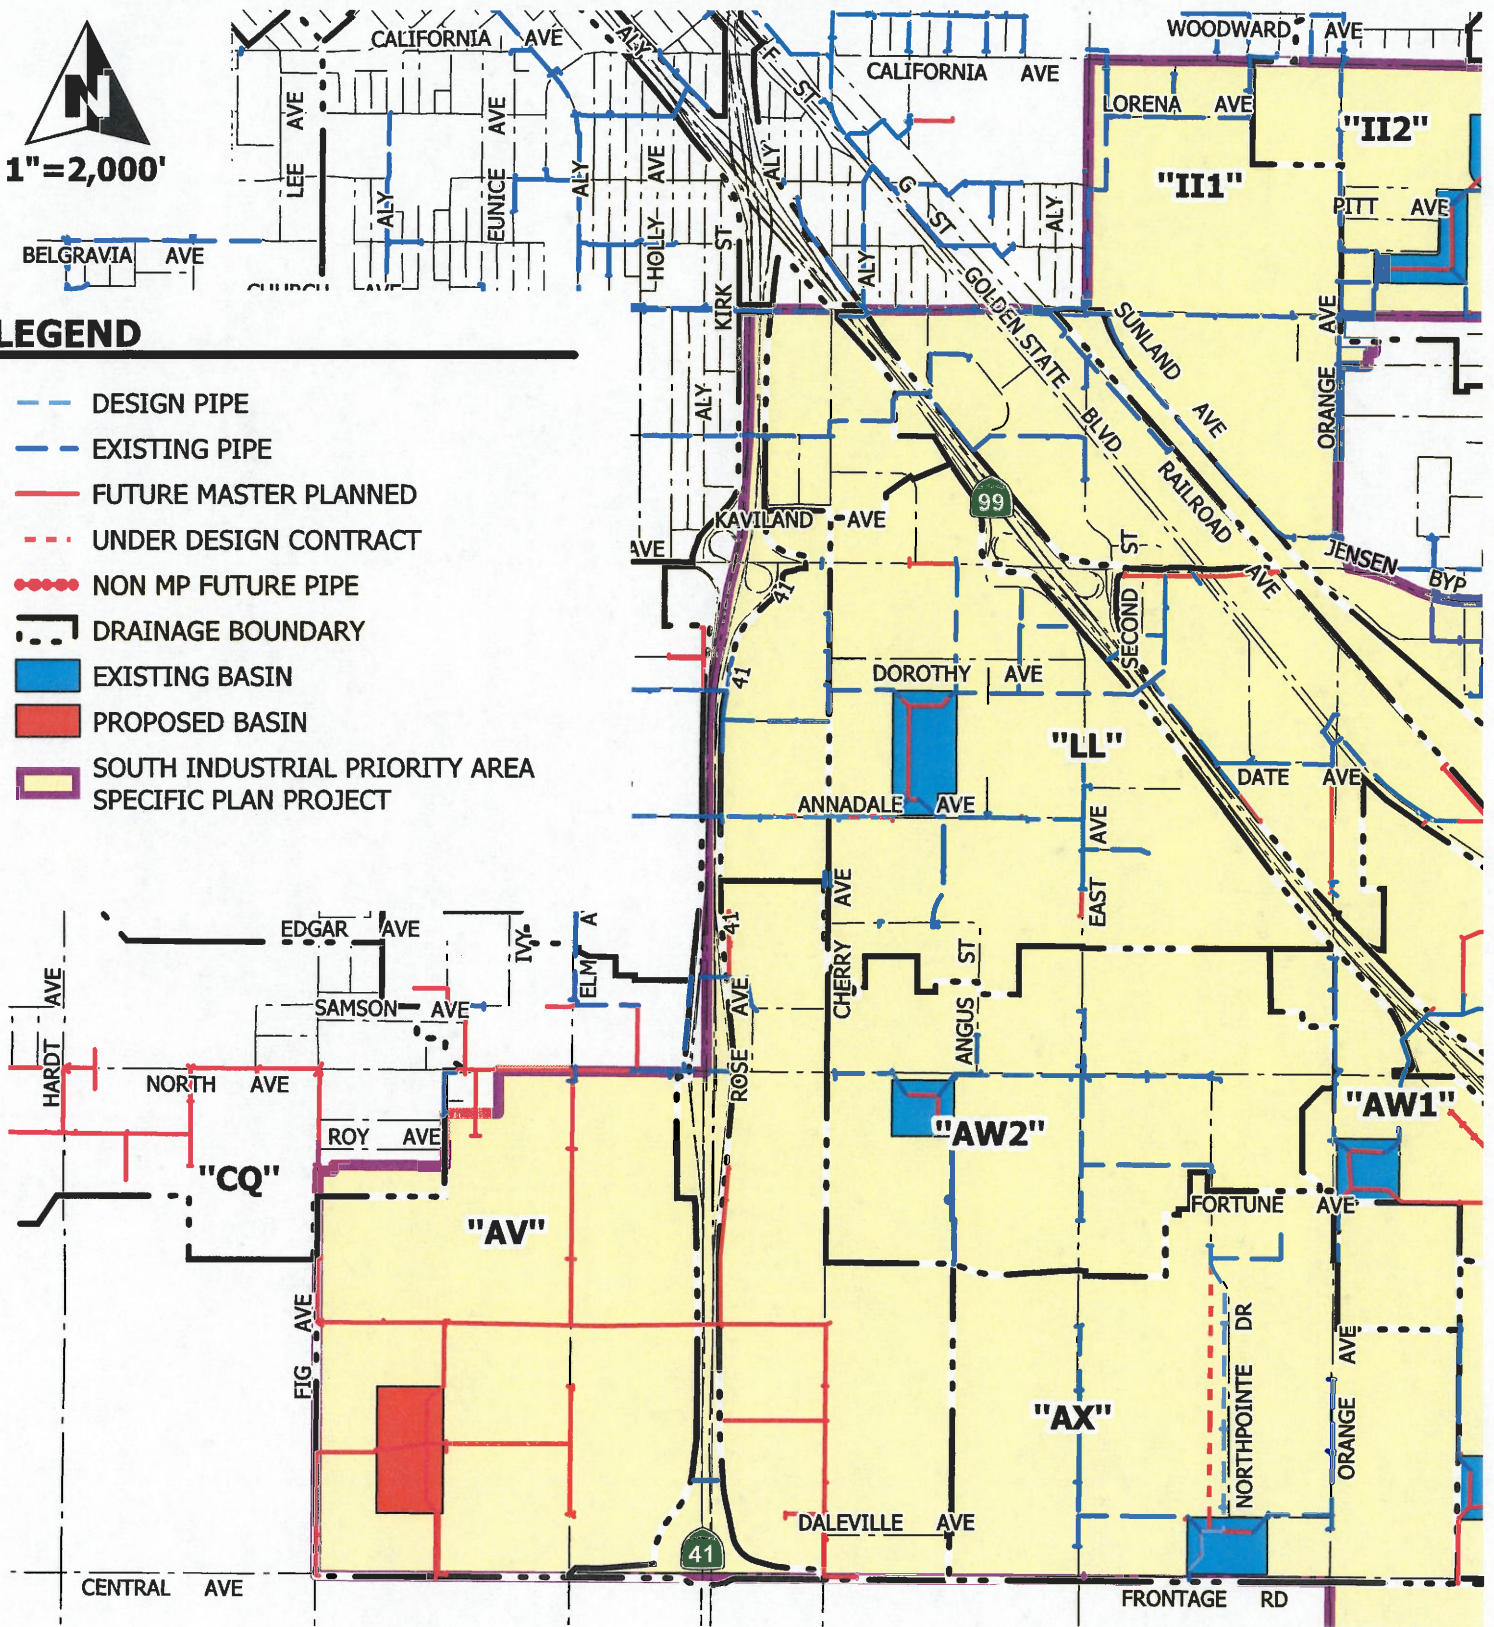 WOODWARD AVE
CALIFORNIA AVE
ALY
F ST
CALIFORNIA AVE
N
LORENA AVE
"II2"
LEE AVE
EUNICE AVE
ALY
AVE
ALY
1"=2,000'
"II1"
G ST
ALY
ALY
PITT AVE
BELGRAVIA AVE
HOLLY
KIRK ST
ALY
GOLDEN STATE BLVD
SUNLAND AVE
ORANGE AVE
CHURCH AVE
LEGEND
ALY
DESIGN PIPE
EXISTING PIPE
FUTURE MASTER PLANNED
UNDER DESIGN CONTRACT
NON MP FUTURE PIPE
DRAINAGE BOUNDARY
EXISTING BASIN
PROPOSED BASIN
SOUTH INDUSTRIAL PRIORITY AREA
SPECIFIC PLAN PROJECT
RAILROAD
99
KAVILAND AVE
AVE
JENSEN BYP
AVE
41
SECOND ST
41
DOROTHY AVE
"LL"
DATE AVE
ANNADALE AVE
EAST AVE
CHERRY AVE
41
EDGAR AVE
IVY
ELM A
HARDT AVE
SAMSON AVE
ROSE AVE
ANGUS ST
NORTH AVE
"AW1"
"AW2"
ROY AVE
"CQ"
FORTUNE AVE
"AV"
FIG AVE
NORTHPOINTE DR
ORANGE AVE
"AX"
DALEVILLE AVE
41
CENTRAL AVE
FRONTAGE RD